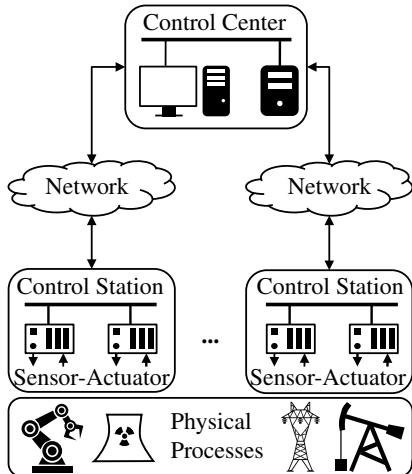 Control Center
Network
Network
Control Station
Control Station
...
Sensor-Actuator
Sensor-Actuator
Physical
Processes